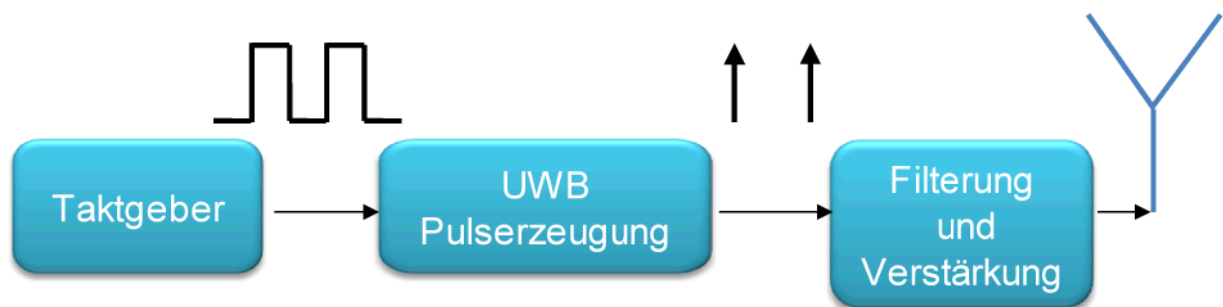 Taktgeber
UWB
Pulserzeugung
Filterung
und
Verstärkung